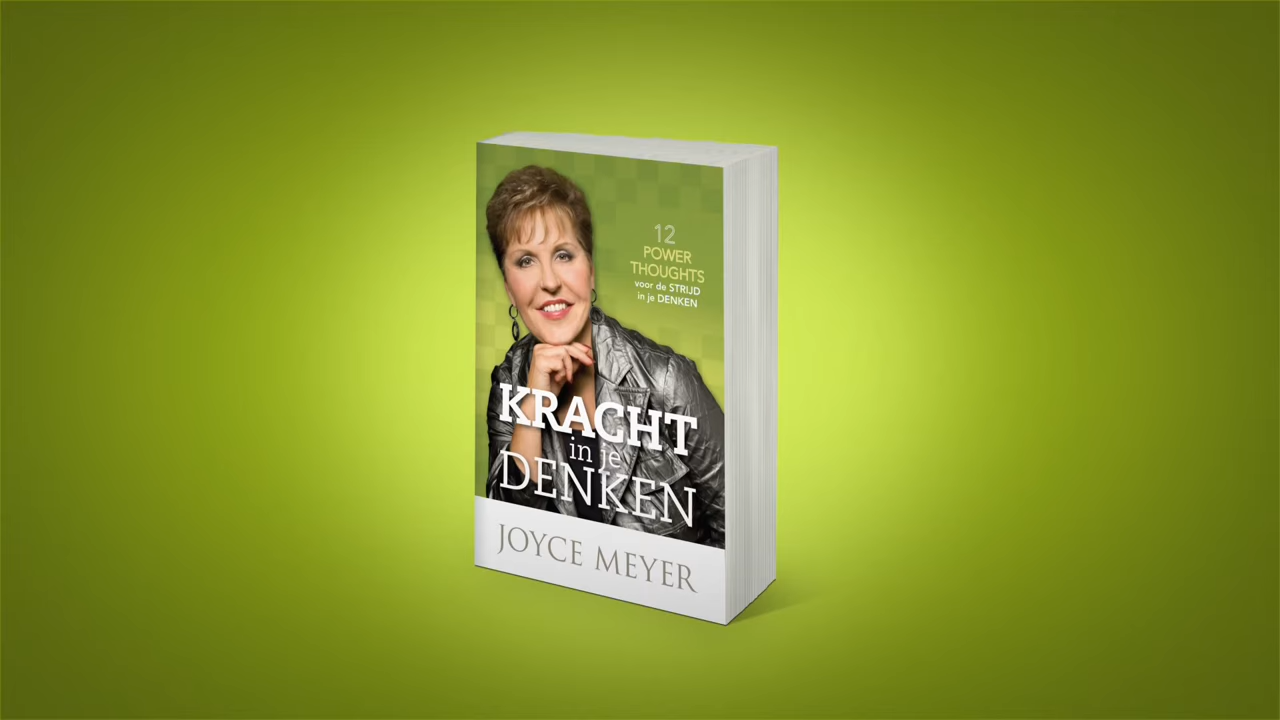 12
POWER
THOUGHTS
voor de STRIJD
in je DENKEN
KRACHT
in je
DENKEN
JOYCE MEYER